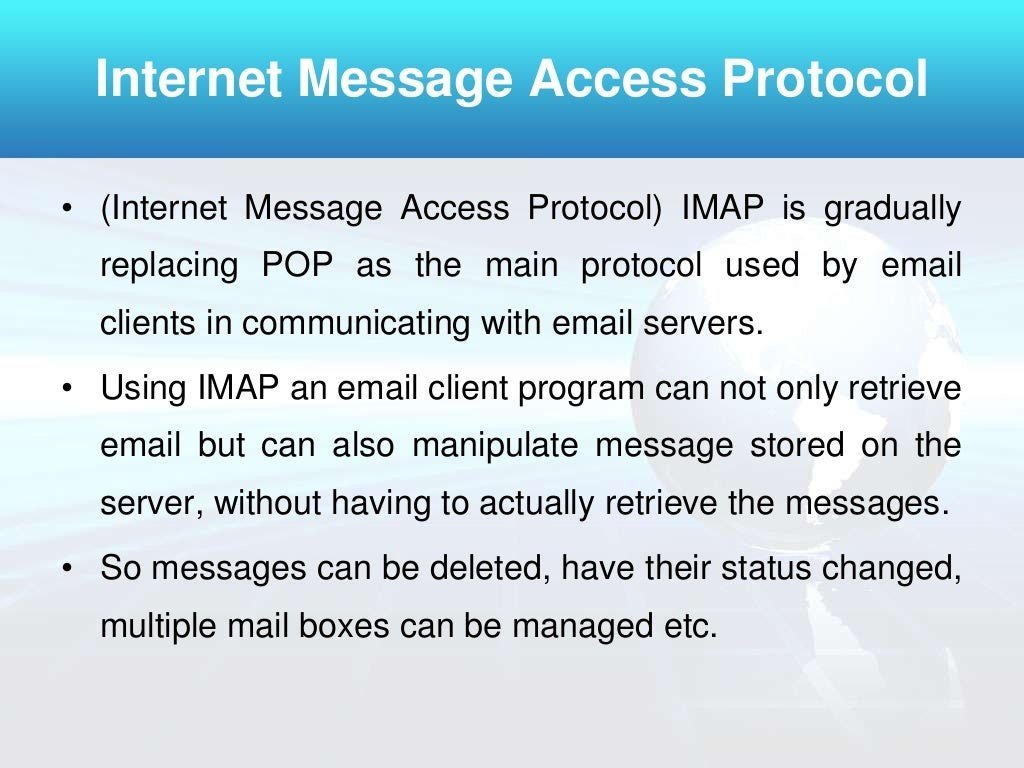 Internet Message Access Protocol
• (Internet Message Access Protocol) IMAP is gradually
replacing POP as the main protocol used by email
clients in communicating with email servers.
• Using IMAP an email client program can not only retrieve
email but can also manipulate message stored on the
server, without having to actually retrieve the messages.
• So messages can be deleted, have their status changed,
multiple mail boxes can be managed etc.